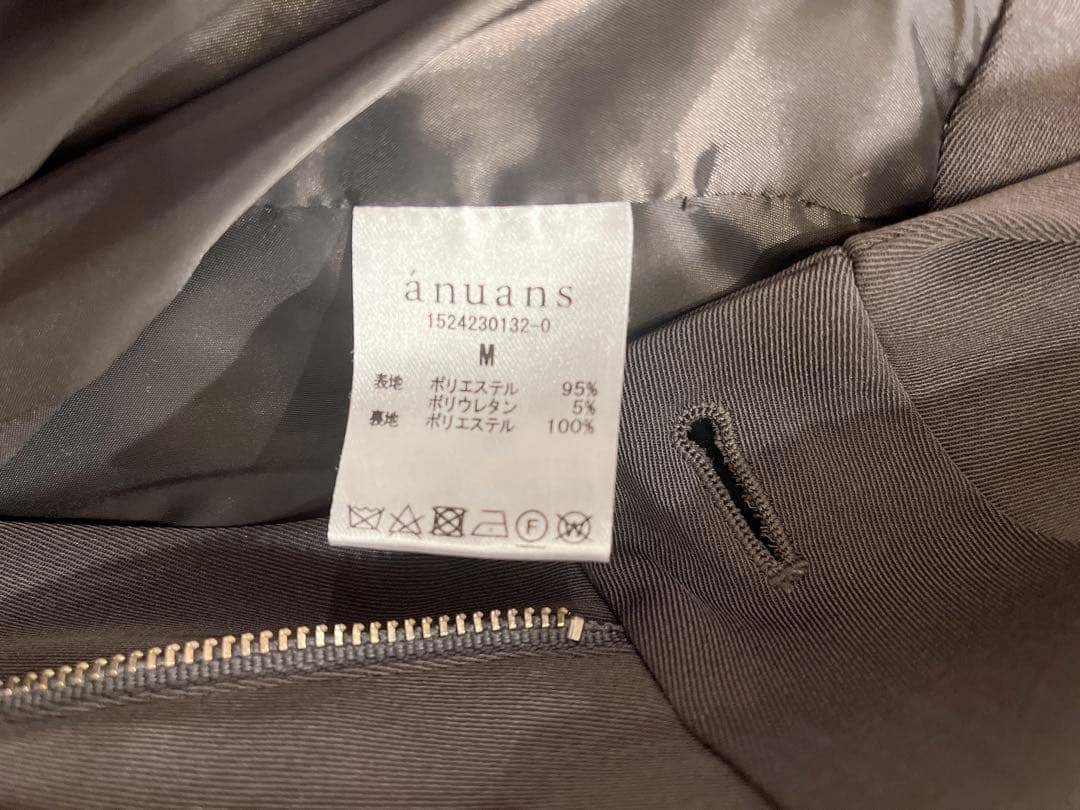 ánuans
1524230132-0
M
表地 ポリエステル 95%
ポリウレタン 5%
裏地 ポリエステル 100%
F W